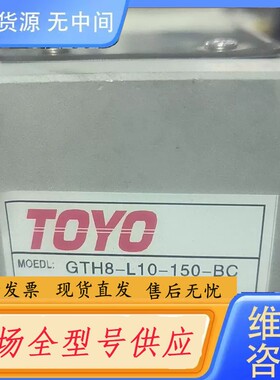 货源 无中间
TOYO
MOEDL: GTH8-L10-150-BC
发 现货直发 售后无忧
场全型号供应
维
咨